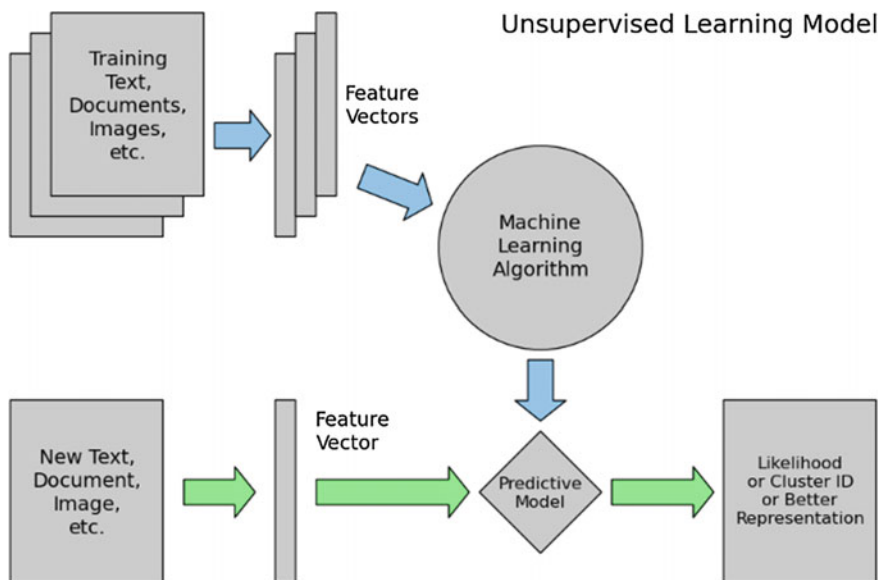 Unsupervised Learning Model
Training
Text,
Documents,
Images,
etc.
Feature
Vectors
Machine
Learning
Algorithm
New Text,
Document,
Image,
etc.
Feature
Vector
Predictive
Model
Likelihood
or Cluster ID
or Better
Representation